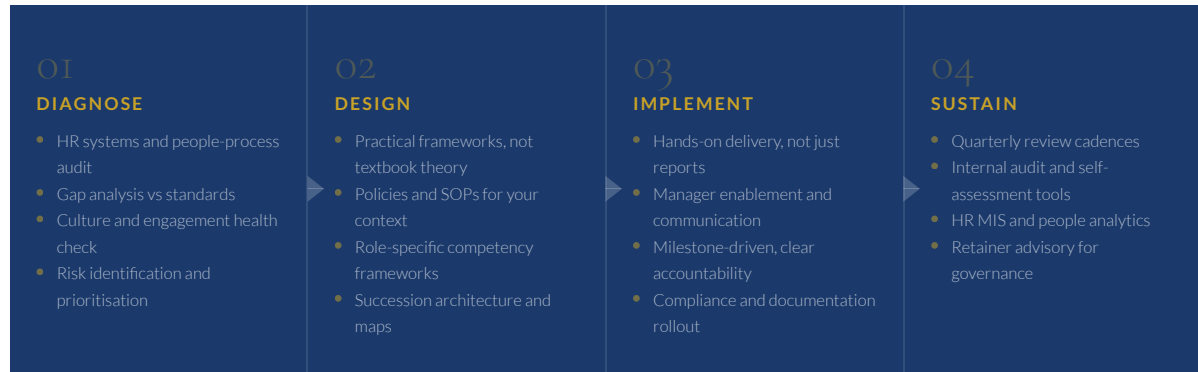 01
DIAGNOSE
HR systems and people-process
audit
Gap analysis vs standards
Culture and engagement health
check
Risk identification and
prioritisation
02
DESIGN
Practical frameworks, not
textbook theory
Policies and SOPs for your
context
Role-specific competency
frameworks
Succession architecture and
maps
03
IMPLEMENT
Hands-on delivery, not just
reports
Manager enablement and
communication
Milestone-driven, clear
accountability
Compliance and documentation
rollout
04
SUSTAIN
Quarterly review cadences
Internal audit and self-
assessment tools
HR MIS and people analytics
Retainer advisory for
governance